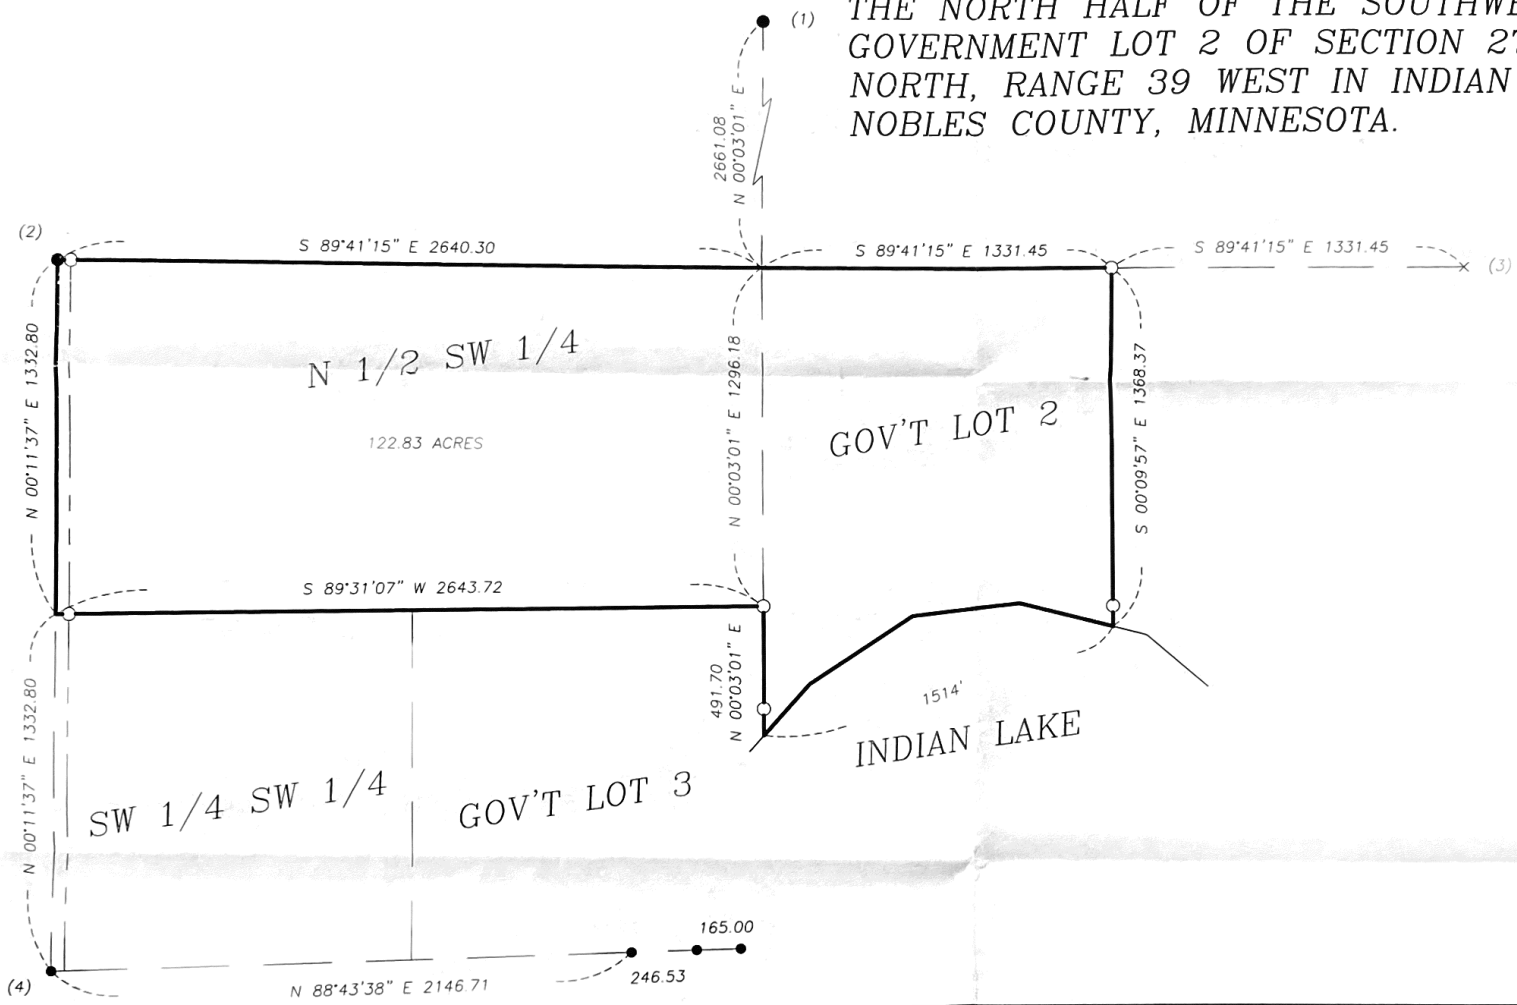 THE NORTH HALF OF THE
GOVERNMENT LOT 2 OF SECTION
NORTH, RANGE 39 WEST IN INDIAN
NOBLES COUNTY, MINNESOTA.
(1)
2661.08
N 00°03'01" E
(2)
S 89°41'15" E 2640.30
S 89°41'15" E 1331.45
S 89°41'15" E 1331.45
(3)
N 00°11'37" E 1332.80
N 1/2 SW 1/4
122.83 ACRES
N 00°03'01" E 1296.18
GOV'T LOT 2
S 00°09'57" E 1368.37
S 89°31'07" W 2643.72
491.70
N 00°03'01" E
1514'
INDIAN LAKE
N 00°11'37" E 1332.80
SW 1/4 SW 1/4
GOV'T LOT 3
165.00
246.53
N 88°43'38" E 2146.71
(4)